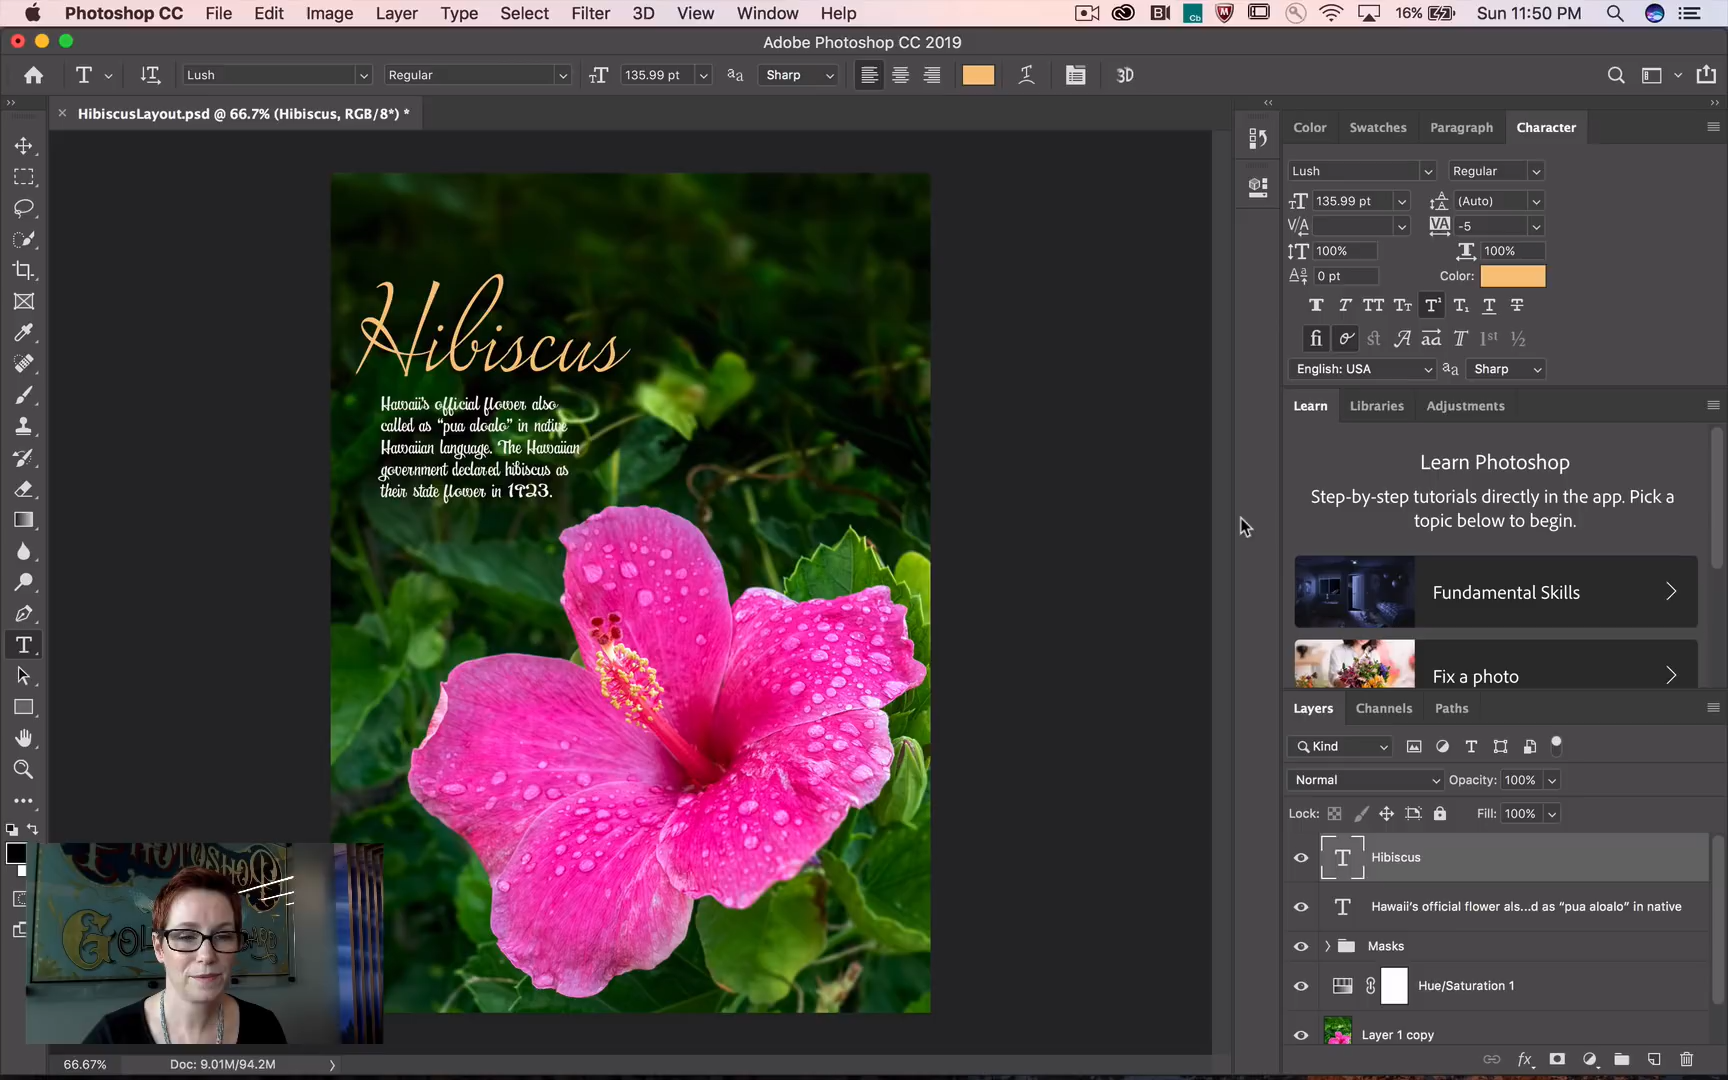 Photoshop CC File Edit Image Layer Type Select Filter 3D View Window Help
16% Sun 11:50 PM
Adobe Photoshop CC 2019
Lush Regular 135.99 pt Sharp 3D
HibiscusLayout.psd @ 66.7% (Hibiscus, RGB/8*) *
Color Swatches Paragraph Character
Lush Regular
135.99 pt (Auto)
-5
100% 100%
0 pt Color:
English: USA Sharp
Learn Libraries Adjustments
Learn Photoshop
Step-by-step tutorials directly in the app. Pick a
topic below to begin.
Fundamental Skills
Fix a photo
Layers Channels Paths
Kind
Normal Opacity: 100%
Lock: Fill: 100%
Hibiscus
Hawaii's official flower als...d as “pua aloalo” in native
Masks
Hue/Saturation 1
Layer 1 copy
Hibiscus
Hawaii's official flower also
called as “pua aloalo” in native
Hawaiian language. The Hawaiian
government declared hibiscus as
their state flower in 1923.
66.67% Doc: 9.01M/94.2M